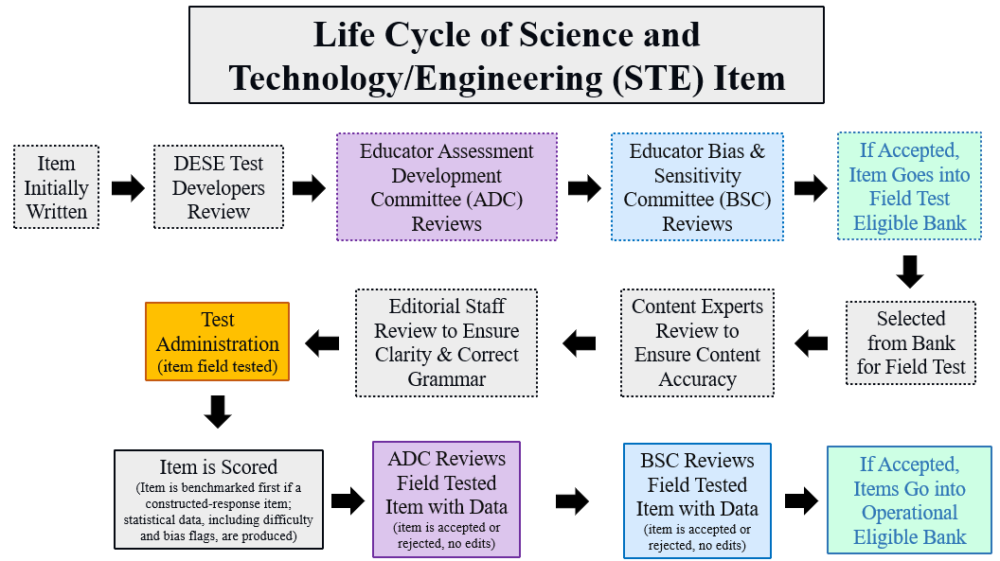 Life Cycle of Science and
Technology/Engineering (STE) Item
Item
Initially
Written
DESE Test
Developers
Review
Educator Assessment
Development
Committee (ADC)
Reviews
Educator Bias &
Sensitivity
Committee (BSC)
Reviews
If Accepted,
Item Goes into
Field Test
Eligible Bank
Selected
from Bank
for Field Test
Content Experts
Review to
Ensure Content
Accuracy
Editorial Staff
Review to Ensure
Clarity & Correct
Grammar
Test
Administration
(item field tested)
Item is Scored
(Item is benchmarked first if a
constructed-response item;
statistical data, including difficulty
and bias flags, are produced)
ADC Reviews
Field Tested
Item with Data
(item is accepted or
rejected, no edits)
BSC Reviews
Field Tested
Item with Data
(item is accepted or
rejected, no edits)
If Accepted,
Items Go into
Operational
Eligible Bank